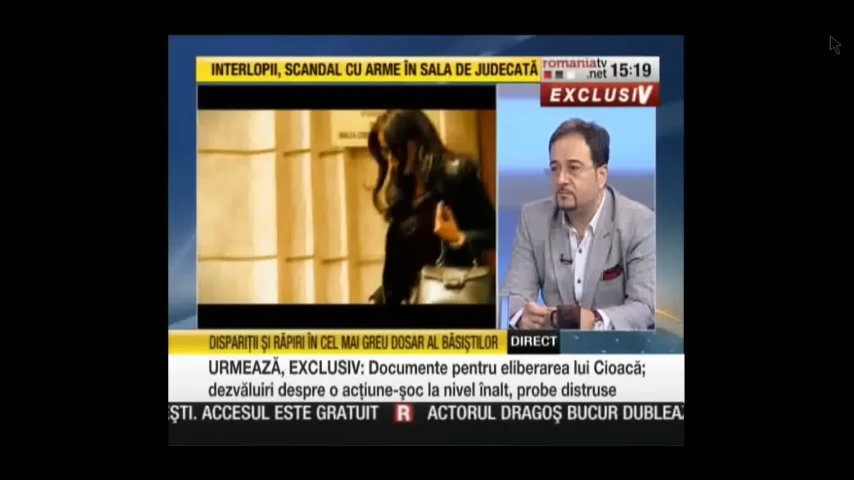 INTERLOPII, SCANDAL CU ARME ÎN SALA DE JUDECATĂ
romaniatv
.net
15:19
EXCLUSIV
DISPARIȚII ȘI RĂPIRI ÎN CEL MAI GREU DOSAR AL BĂSIȘTILOR
DIRECT
URMEAZĂ, EXCLUSIV: Documente pentru eliberarea lui Cioacă;
dezvăluiri despre o acțiune-șoc la nivel înalt, probe distruse
ȘTI. ACCESUL ESTE GRATUIT R ACTORUL DRAGOȘ BUCUR DUBLEAZ